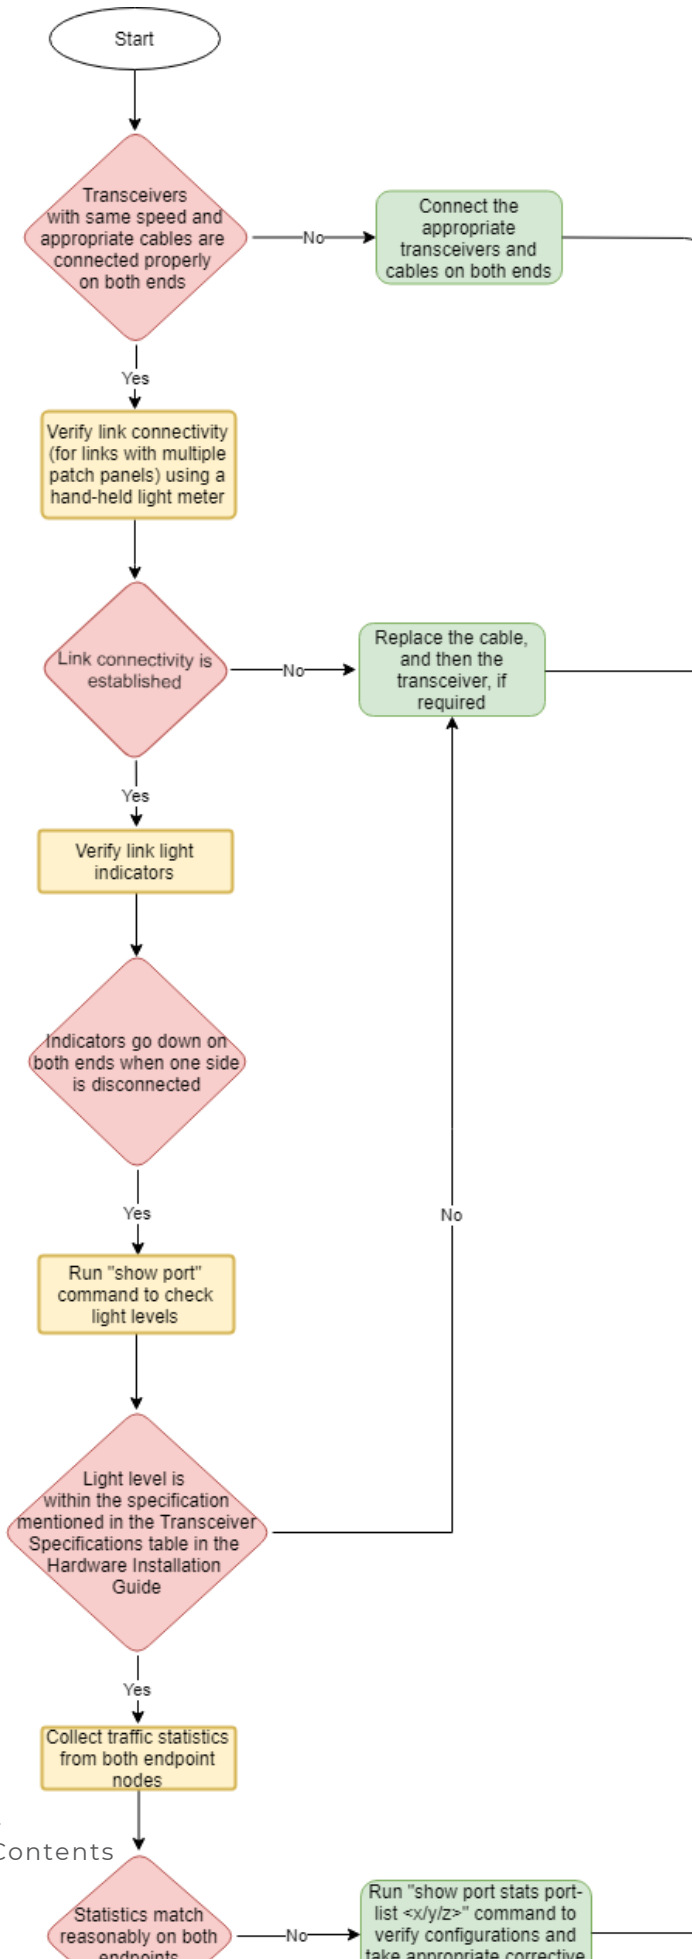 Start
Transceivers
with same speed and
appropriate cables are
connected properly
on both ends
No
Connect the
appropriate
transceivers and
cables on both ends
Yes
Verify link connectivity
(for links with multiple
patch panels) using a
hand-held light meter
Link connectivity is
established
No
Replace the cable,
and then the
transceiver, if
required
Yes
Verify link light
indicators
Indicators go down on
both ends when one side
is disconnected
Yes
No
Run "show port"
command to check
light levels
Light level is
within the specification
mentioned in the Transceiver
Specifications table in the
Hardware Installation
Guide
Yes
Collect traffic statistics
from both endpoint
nodes
Contents
Statistics match
reasonably on both
endpoints
No
Run "show port stats port-
list <x/y/z>" command to
verify configurations and
take appropriate corrective